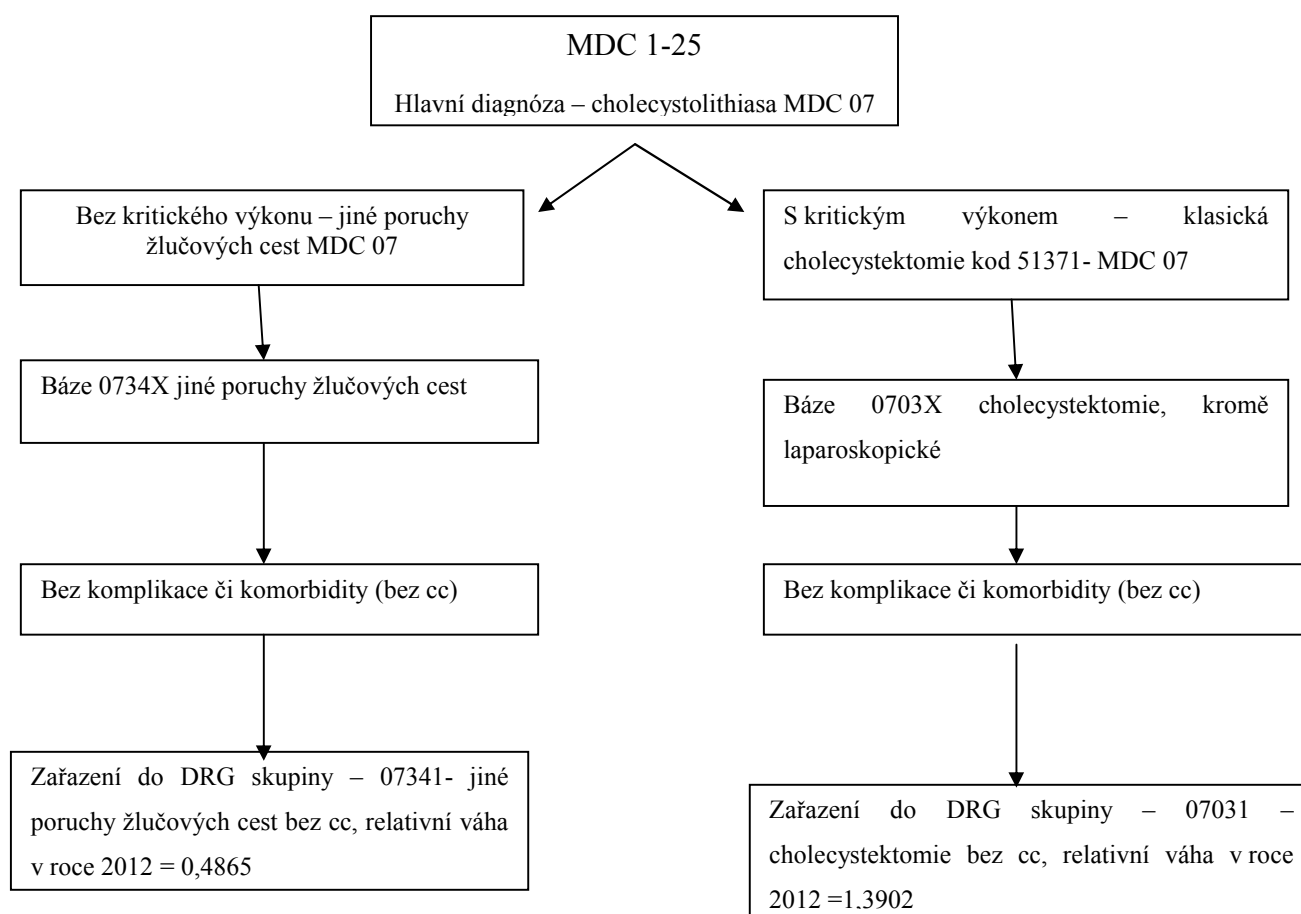 MDC 1-25
Hlavní diagnóza – cholecystolithiasa MDC 07
Bez kritického výkonu – jiné poruchy
žlučových cest MDC 07
S kritickým výkonem – klasická
cholecystektomie kod 51371- MDC 07
Báze 0734X jiné poruchy žlučových cest
Báze 0703X cholecystektomie, kromě
laparoskopické
Bez komplikace či komorbidity (bez cc)
Bez komplikace či komorbidity (bez cc)
Zařazení do DRG skupiny – 07341- jiné
poruchy žlučových cest bez cc, relativní váha
v roce 2012 = 0,4865
Zařazení do DRG skupiny – 07031 –
cholecystektomie bez cc, relativní váha v roce
2012 =1,3902